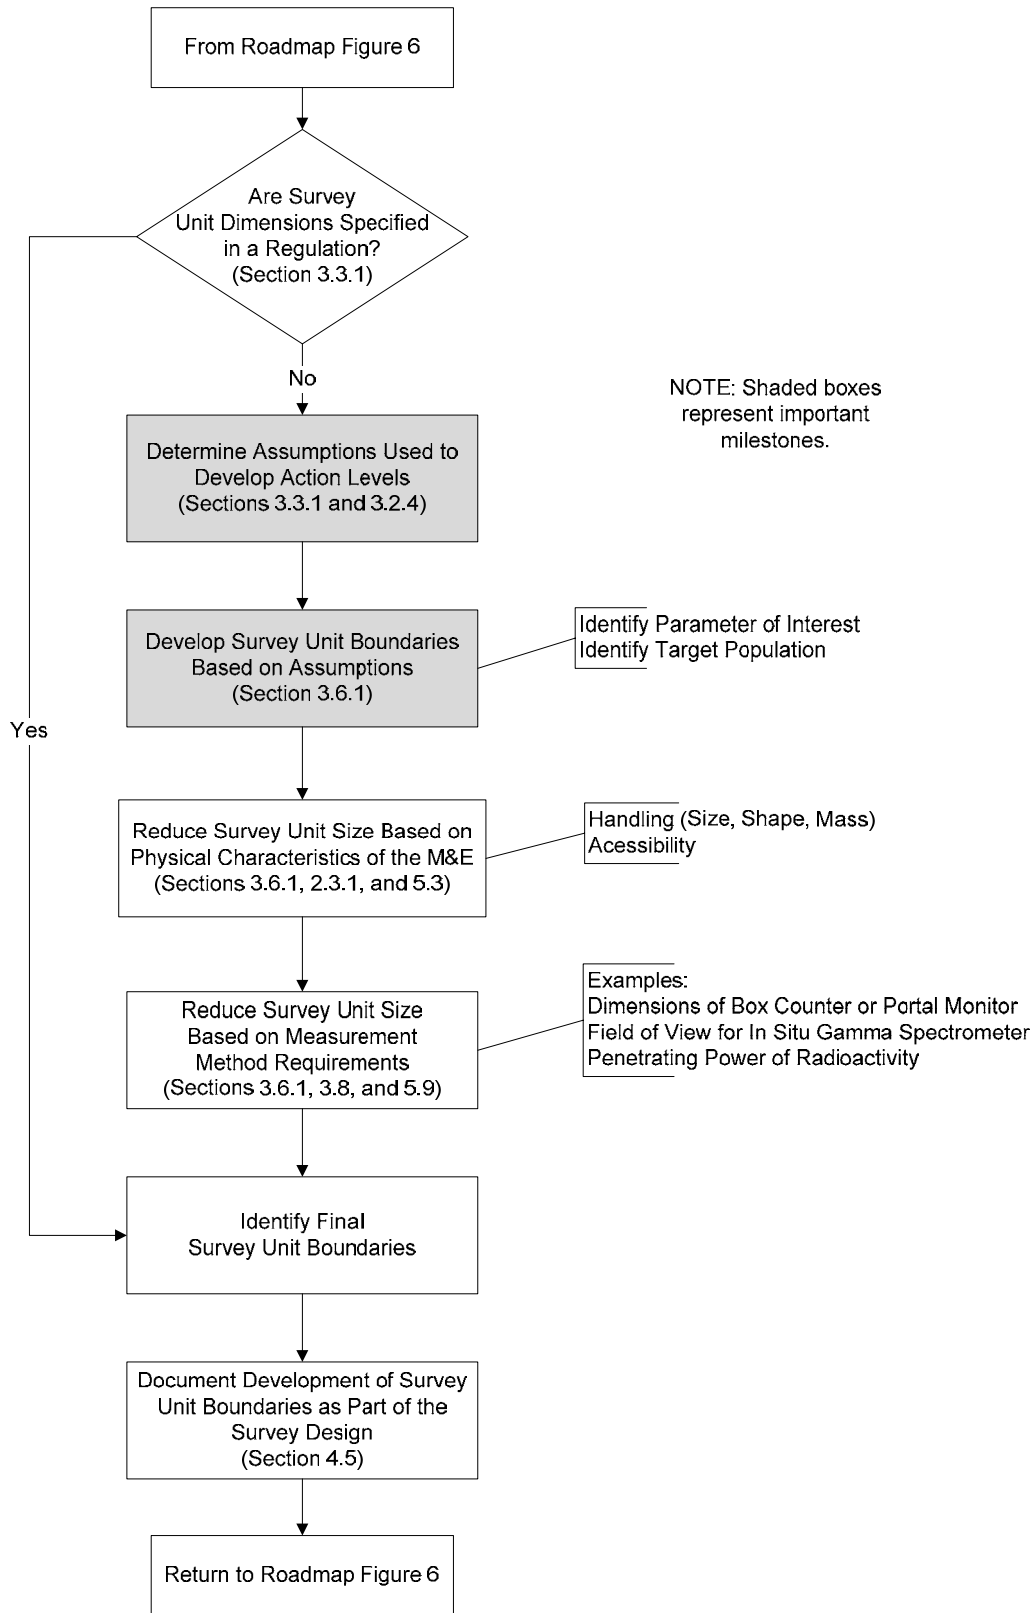 From Roadmap Figure 6
Are Survey
Unit Dimensions Specified
in a Regulation?
(Section 3.3.1)
No
NOTE: Shaded boxes
represent important
milestones.
Determine Assumptions Used to
Develop Action Levels
(Sections 3.3.1 and 3.2.4)
Develop Survey Unit Boundaries
Based on Assumptions
(Section 3.6.1)
Identify Parameter of Interest
Identify Target Population
Yes
Reduce Survey Unit Size Based on
Physical Characteristics of the M&E
(Sections 3.6.1, 2.3.1, and 5.3)
Handling (Size, Shape, Mass)
Acessibility
Reduce Survey Unit Size
Based on Measurement
Method Requirements
(Sections 3.6.1, 3.8, and 5.9)
Examples:
Dimensions of Box Counter or Portal Monitor
Field of View for In Situ Gamma Spectrometer
Penetrating Power of Radioactivity
Identify Final
Survey Unit Boundaries
Document Development of Survey
Unit Boundaries as Part of the
Survey Design
(Section 4.5)
Return to Roadmap Figure 6